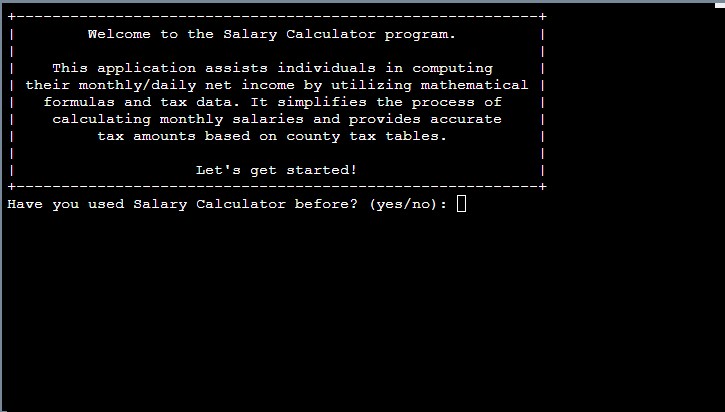 Welcome to the Salary Calculator program.
This application assists individuals in computing
their monthly/daily net income by utilizing mathematical
formulas and tax data. It simplifies the process of
calculating monthly salaries and provides accurate
tax amounts based on county tax tables.
Let's get started!
Have you used Salary Calculator before? (yes/no):